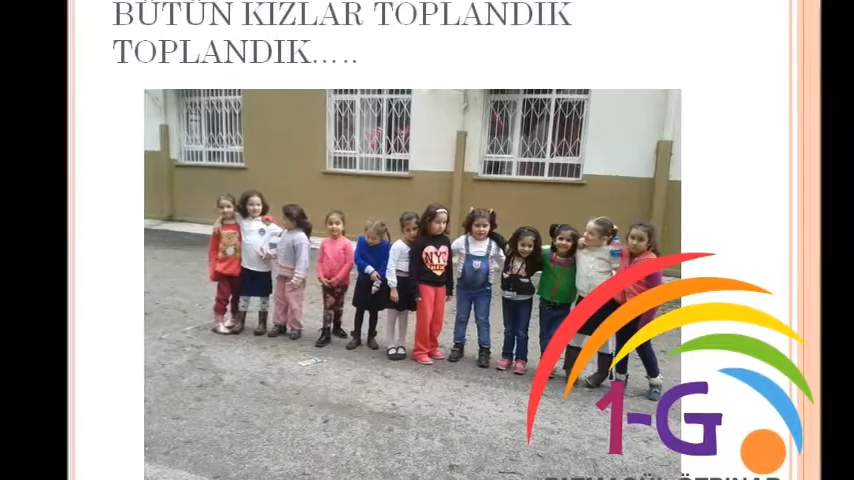 BÜTÜN KIZLAR TOPLANDIK
TOPLANDIK.....
NYC
1-G